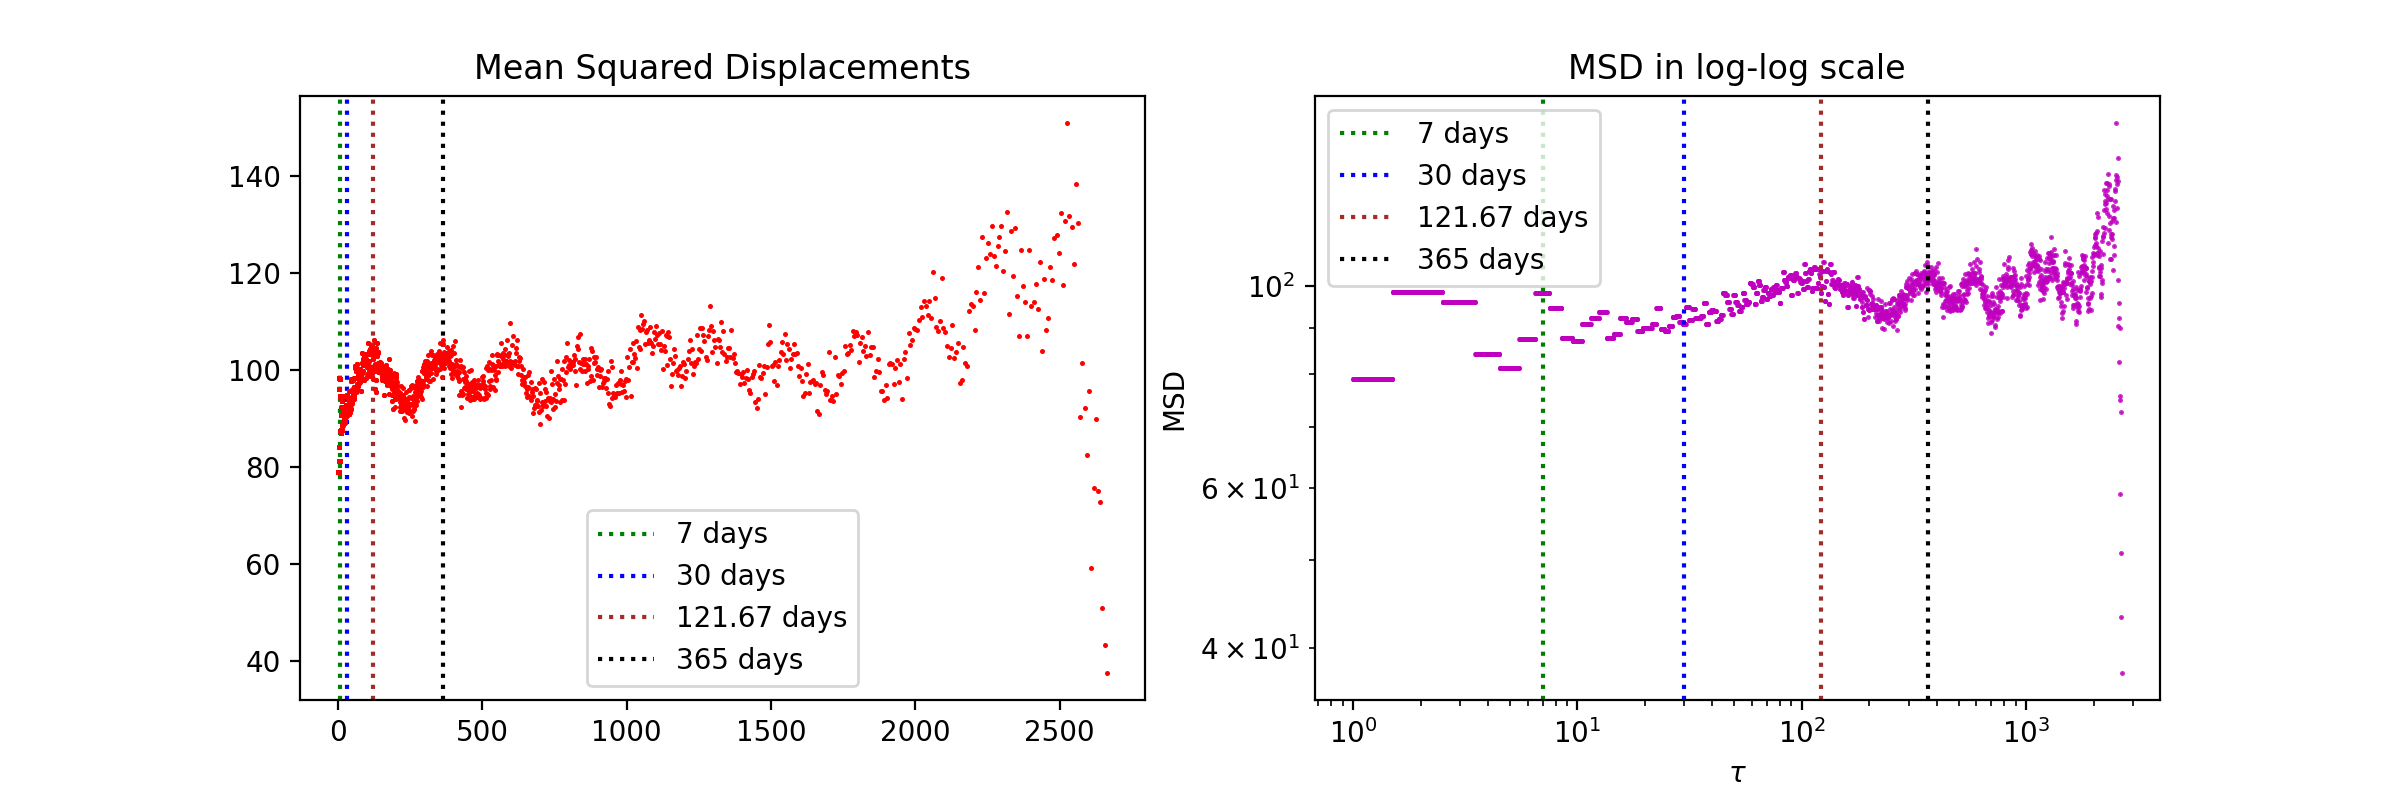 Mean Squared Displacements
140
120
100
80
60
40
0 500 1000 1500 2000 2500
7 days
30 days
121.67 days
365 days
MSD in log-log scale
7 days
30 days
121.67 days
365 days
10²
6 × 10¹
4 × 10¹
MSD
10⁰ 10¹ 10² 10³
τ